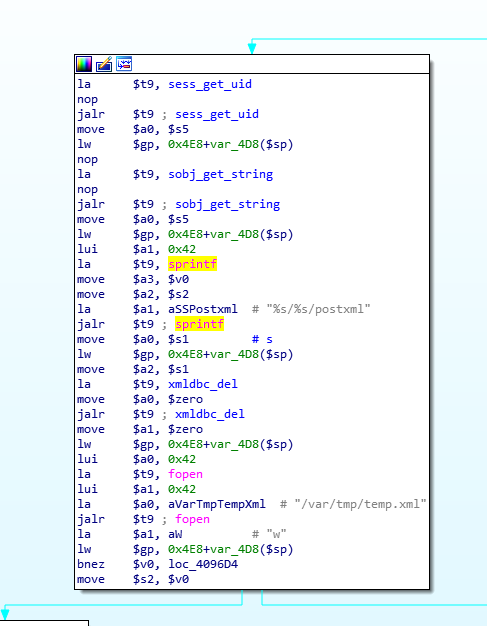 la $t9, sess_get_uid
nop
jalr $t9 ; sess_get_uid
move $a0, $s5
lw $gp, 0x4E8+var_4D8($sp)
nop
la $t9, sobj_get_string
nop
jalr $t9 ; sobj_get_string
move $a0, $s5
lw $gp, 0x4E8+var_4D8($sp)
lui $a1, 0x42
la $t9, sprintf
move $a3, $v0
move $a2, $s2
la $a1, aSSPostxml # "%s/%s/postxml"
jalr $t9 ; sprintf
move $a0, $s1 # s
lw $gp, 0x4E8+var_4D8($sp)
move $a2, $s1
la $t9, xmldbc_del
move $a0, $zero
jalr $t9 ; xmldbc_del
move $a1, $zero
lw $gp, 0x4E8+var_4D8($sp)
lui $a0, 0x42
la $t9, fopen
lui $a1, 0x42
la $a0, aVarTmpTempXml # "/var/tmp/temp.xml"
jalr $t9 ; fopen
la $a1, aW # "w"
lw $gp, 0x4E8+var_4D8($sp)
bnez $v0, loc_4096D4
move $s2, $v0